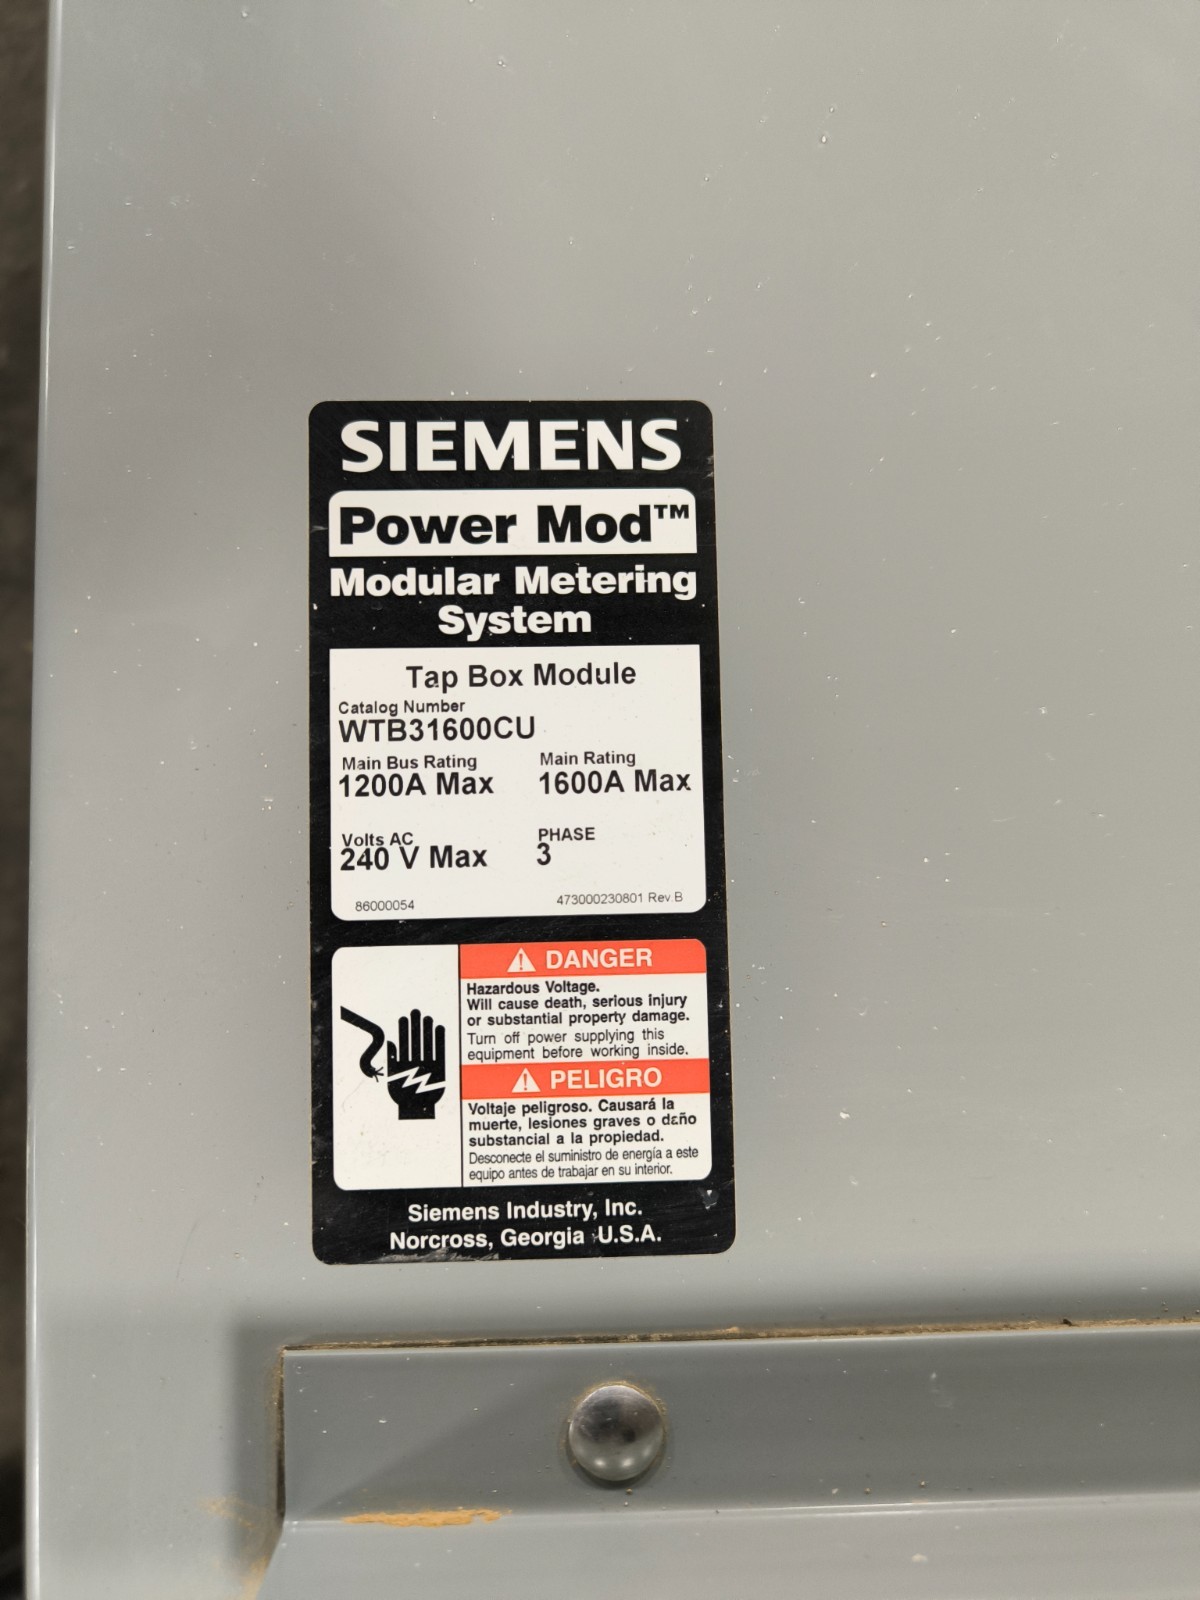 SIEMENS
Power Mod™
Modular Metering
System
Tap Box Module
Catalog Number
WTB31600CU
Main Bus Rating Main Rating
1200A Max 1600A Max
Volts AC PHASE
240 V Max 3
86000054 473000230801 Rev.B
DANGER
Hazardous Voltage.
Will cause death, serious injury
or substantial property damage.
Turn off power supplying this
equipment before working inside.
PELIGRO
Voltaje peligroso. Causará la
muerte, lesiones graves o daño
substancial a la propiedad.
Desconecte el suministro de energía a este
equipo antes de trabajar en su interior.
Siemens Industry, Inc.
Norcross, Georgia U.S.A.